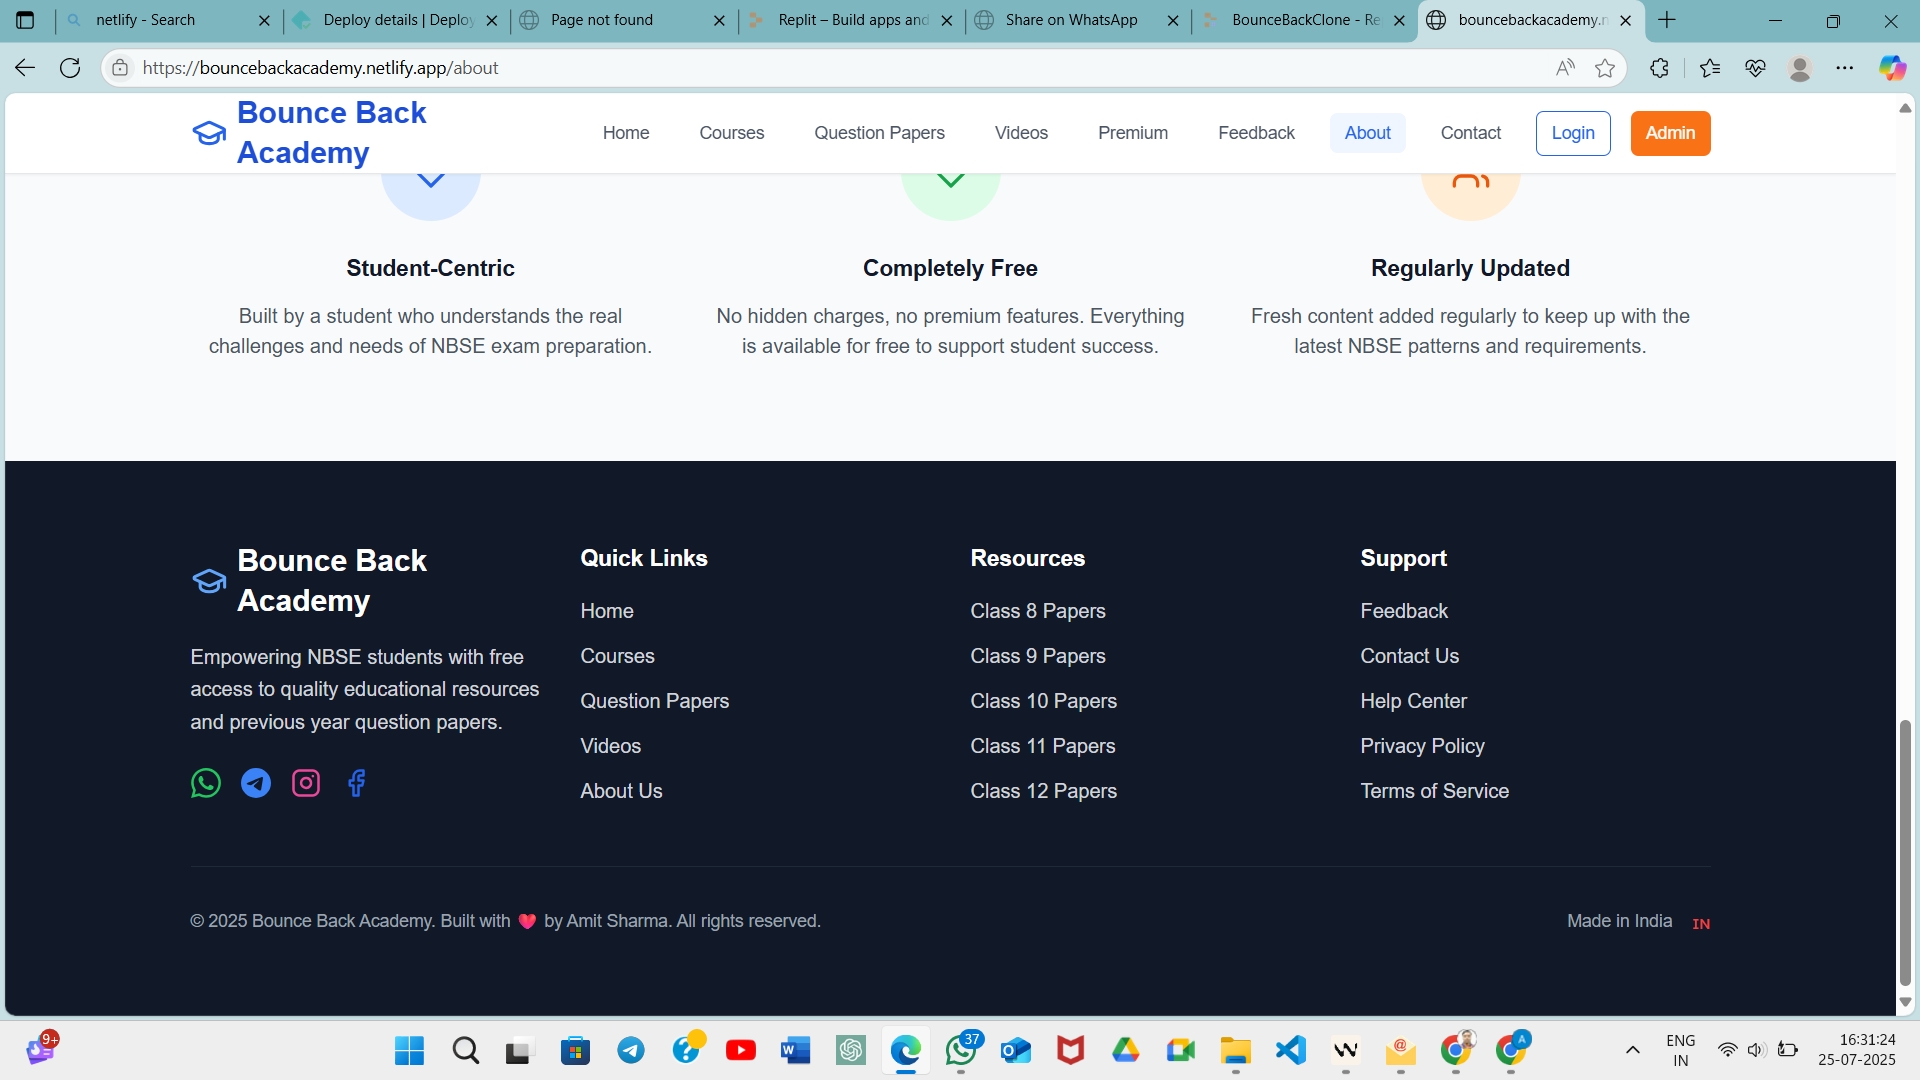 netlify - Search
Deploy details | Deploy
Page not found
Replit – Build apps and
Share on WhatsApp
BounceBackClone - Re
bouncebackacademy.n
https://bouncebackacademy.netlify.app/about
Bounce Back
Academy
Home
Courses
Question Papers
Videos
Premium
Feedback
About
Contact
Login
Admin
Student-Centric
Built by a student who understands the real
challenges and needs of NBSE exam preparation.
Completely Free
No hidden charges, no premium features. Everything
is available for free to support student success.
Regularly Updated
Fresh content added regularly to keep up with the
latest NBSE patterns and requirements.
Bounce Back
Academy
Empowering NBSE students with free
access to quality educational resources
and previous year question papers.
Quick Links
Home
Courses
Question Papers
Videos
About Us
Resources
Class 8 Papers
Class 9 Papers
Class 10 Papers
Class 11 Papers
Class 12 Papers
Support
Feedback
Contact Us
Help Center
Privacy Policy
Terms of Service
© 2025 Bounce Back Academy. Built with ❤️ by Amit Sharma. All rights reserved.
Made in India IN
9+
37
A
ENG
IN
16:31:24
25-07-2025